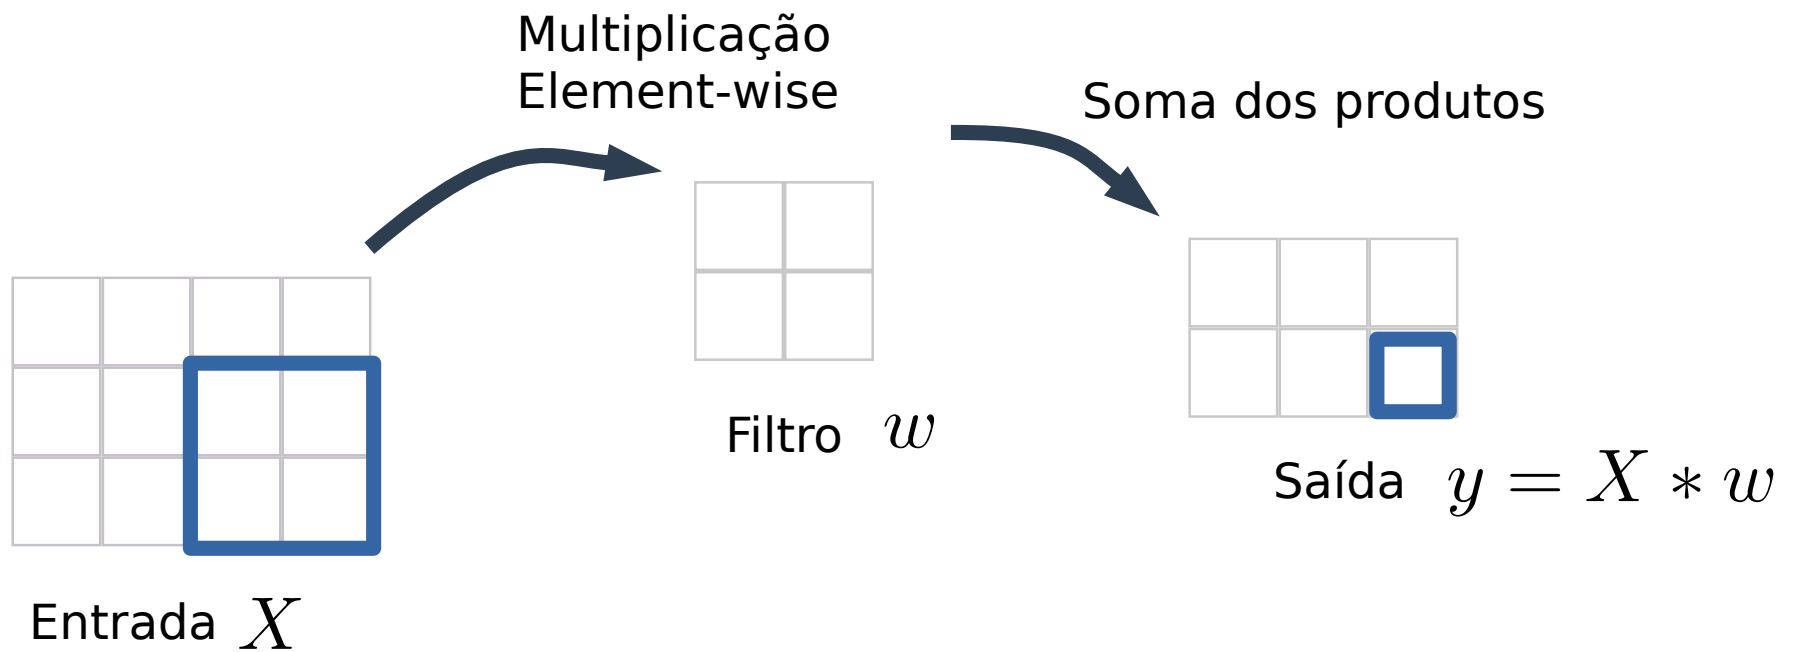 Multiplicação
Element-wise
Soma dos produtos
Filtro w
Saída y = X * w
Entrada X